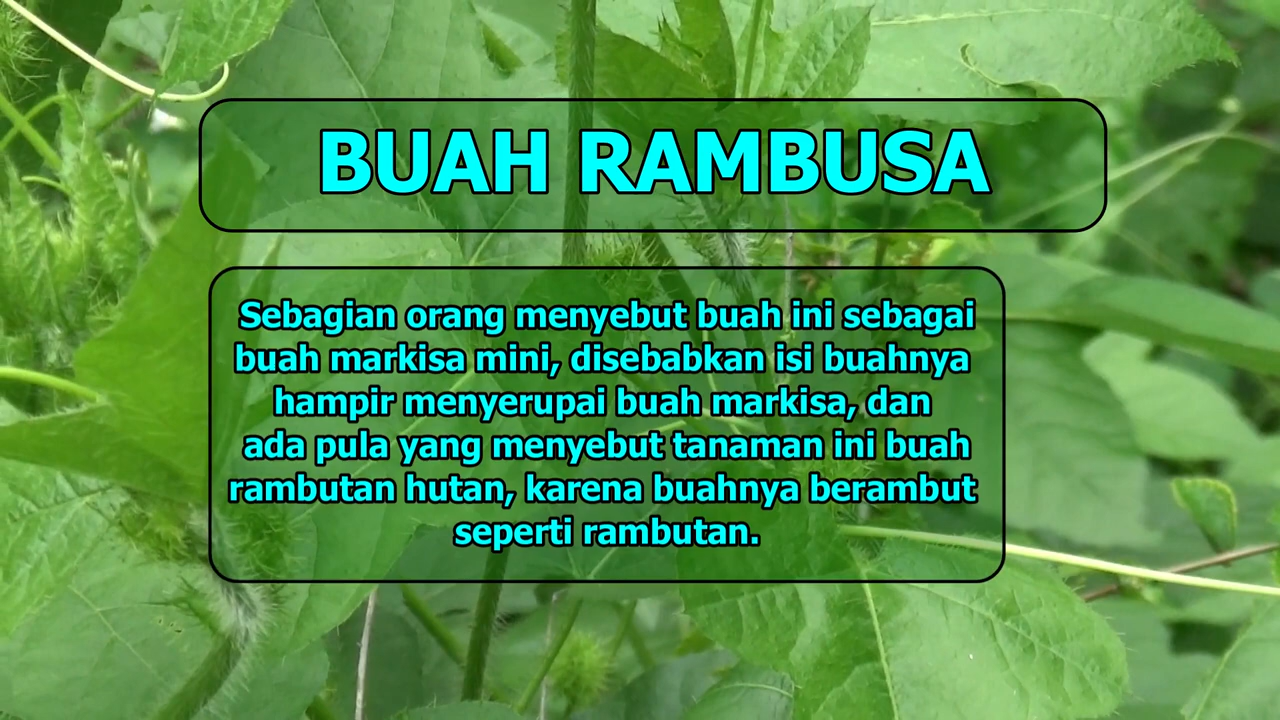 BUAH RAMBUSA
Sebagian orang menyebut buah ini sebagai
buah markisa mini, disebabkan isi buahnya
hampir menyerupai buah markisa, dan
ada pula yang menyebut tanaman ini buah
rambutan hutan, karena buahnya berambut
seperti rambutan.